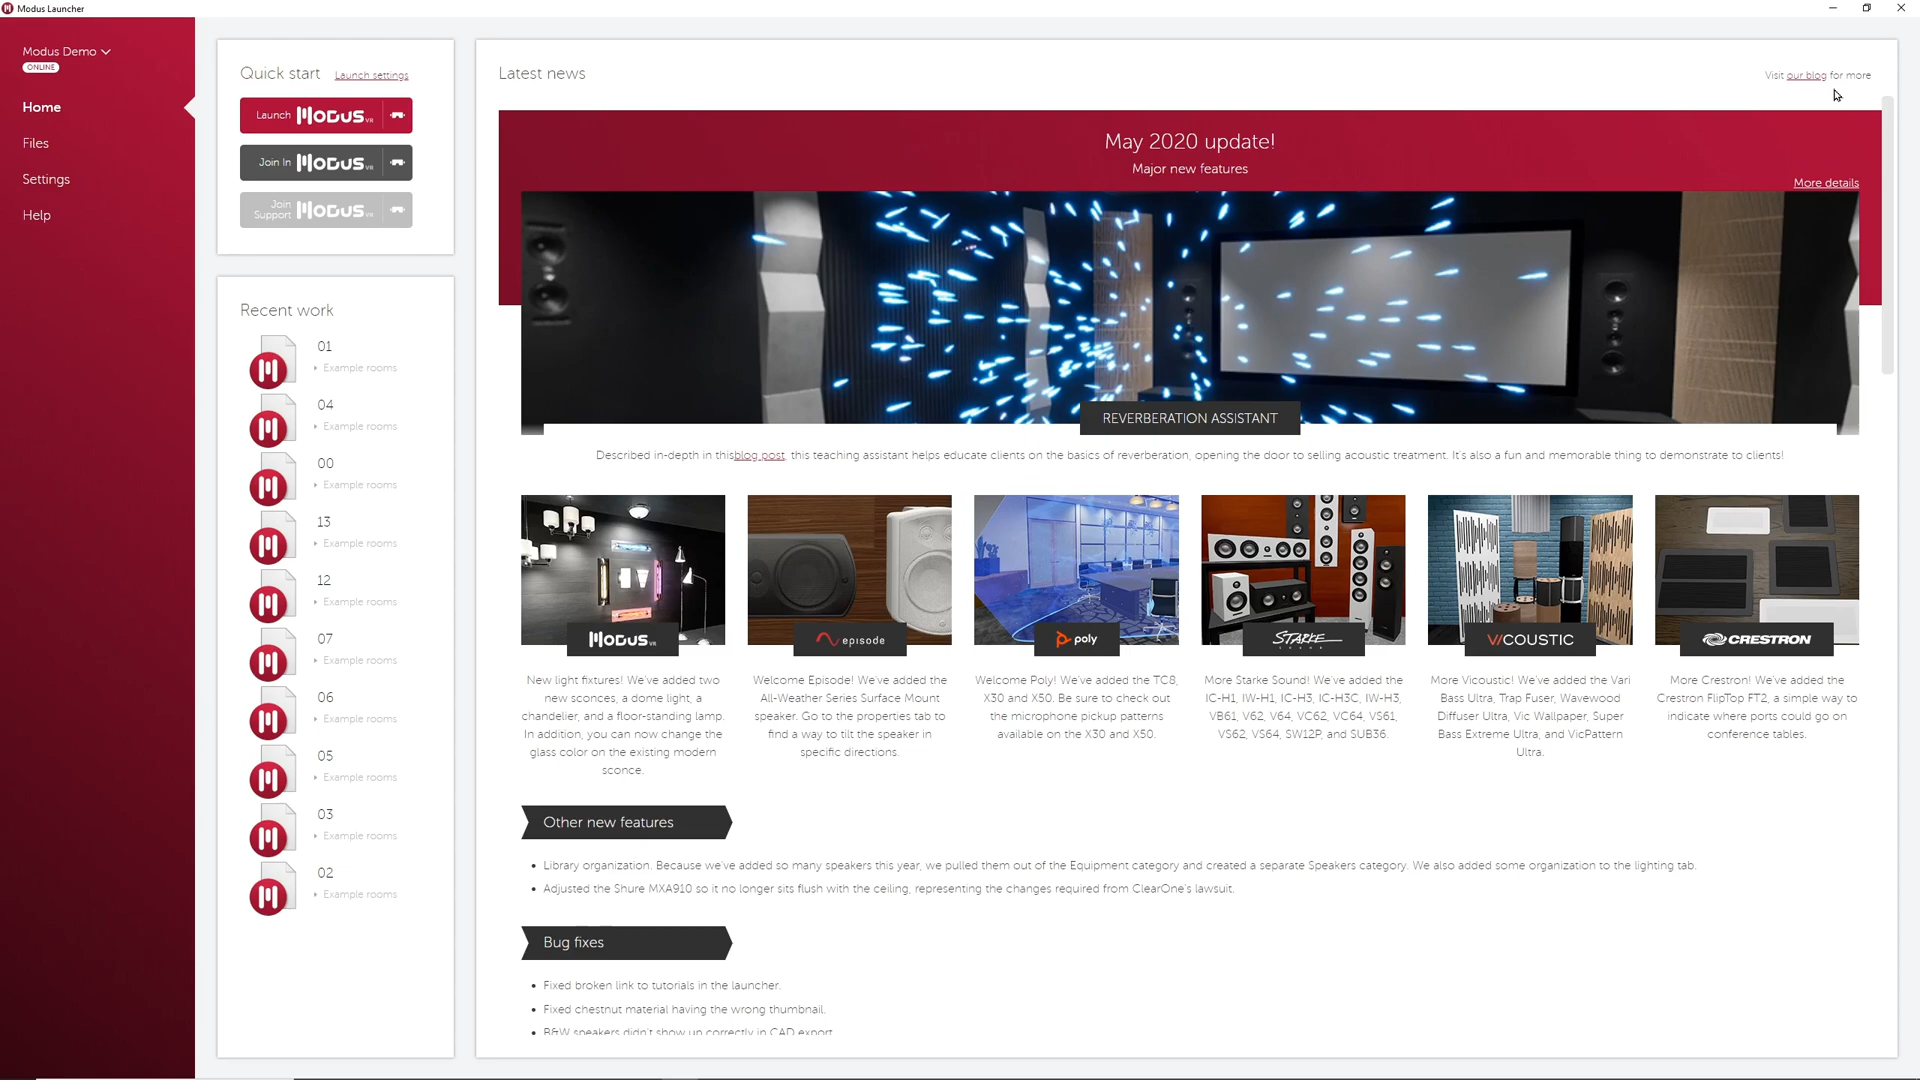 Modus Launcher
Modus Demo
ONLINE
Home
Files
Settings
Help
Quick start
Launch settings
Launch MODUS VR
Join In MODUS VR
Join
Support
MODUS VR
Recent work
01
Example rooms
04
Example rooms
00
Example rooms
13
Example rooms
12
Example rooms
07
Example rooms
06
Example rooms
05
Example rooms
03
Example rooms
02
Example rooms
Latest news
Visit our blog for more
May 2020 update!
Major new features
More details
REVERBERATION ASSISTANT
Described in-depth in thisblog post, this teaching assistant helps educate clients on the basics of reverberation, opening the door to selling acoustic treatment. It's also a fun and memorable thing to demonstrate to clients!
MODUS VR
New light fixtures! We've added two
new sconces, a dome light, a
chandelier, and a floor-standing lamp.
In addition, you can now change the
glass color on the existing modern
sconce.
episode
Welcome Episode! We've added the
All-Weather Series Surface Mount
speaker. Go to the properties tab to
find a way to tilt the speaker in
specific directions.
poly
Welcome Poly! We've added the TC8,
X30 and X50. Be sure to check out
the microphone pickup patterns
available on the X30 and X50.
STARKE
SOUND
More Starke Sound! We've added the
IC-H1, IW-H1, IC-H3, IC-H3C, IW-H3,
VB61, V62, V64, VC62, VC64, VS61,
VS62, VS64, SW12P, and SUB36.
VICOUSTIC
More Vicoustic! We've added the Vari
Bass Ultra, Trap Fuser, Wavewood
Diffuser Ultra, Vic Wallpaper, Super
Bass Extreme Ultra, and VicPattern
Ultra.
CRESTRON
More Crestron! We've added the
Crestron FlipTop FT2, a simple way to
indicate where ports could go on
conference tables.
Other new features
• Library organization. Because we've added so many speakers this year, we pulled them out of the Equipment category and created a separate Speakers category. We also added some organization to the lighting tab.
• Adjusted the Shure MXA910 so it no longer sits flush with the ceiling, representing the changes required from ClearOne's lawsuit.
Bug fixes
• Fixed broken link to tutorials in the launcher.
• Fixed chestnut material having the wrong thumbnail.
• B&W speakers didn't show up correctly in CAD export